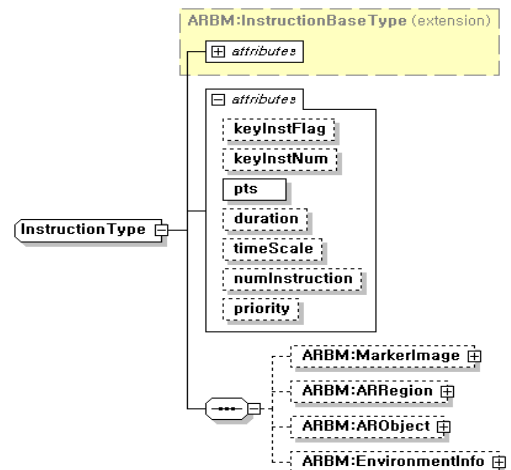 ARBM:InstructionBaseType (extension)
attributes
attributes
keyInstFlag
keyInstNum
pts
InstructionType
duration
timeScale
numInstruction
priority
ARBM:MarkerImage
ARBM:ARRegion
ARBM:ARObject
ARBM:EnvironmentInfo